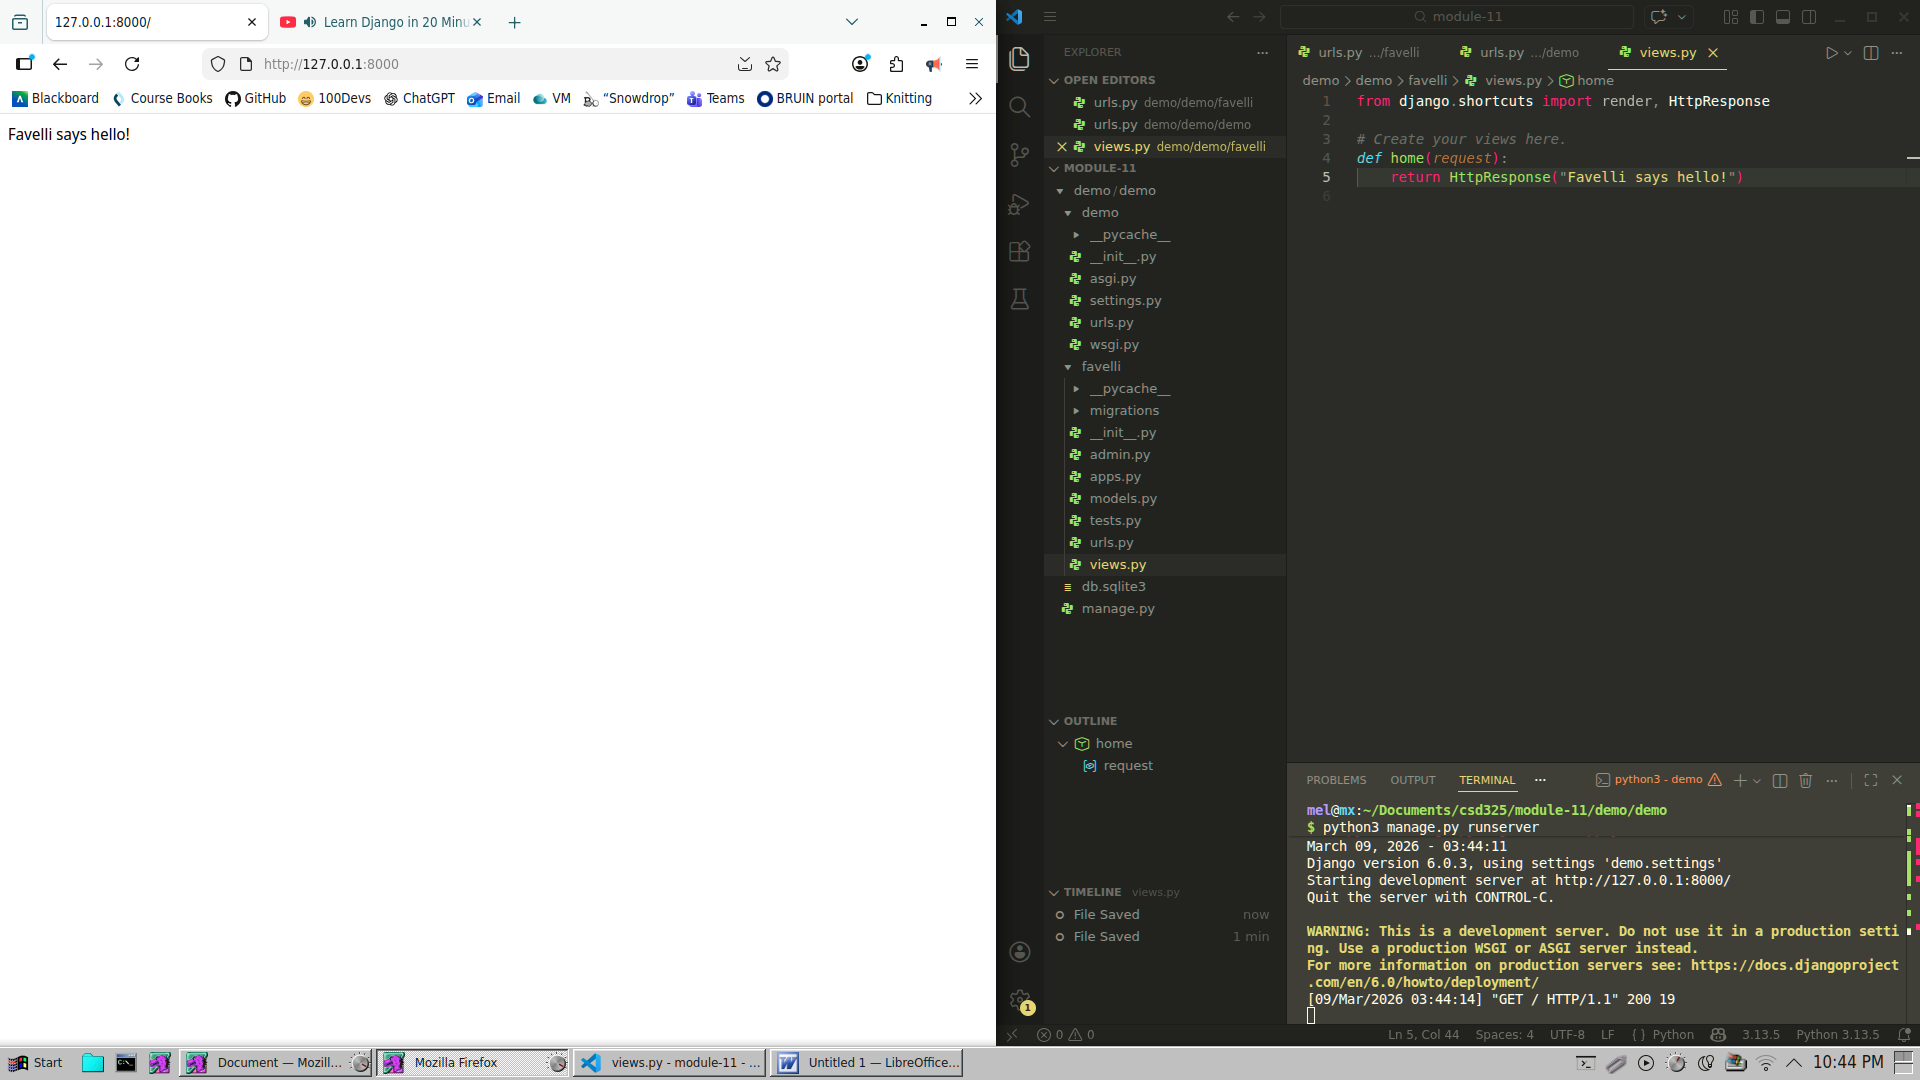 127.0.0.1:8000/
Learn Django in 20 Minu
http://127.0.0.1:8000
Blackboard
Course Books
GitHub
100Devs
ChatGPT
Email
VM
“Snowdrop”
Teams
BRUIN portal
Knitting
Favelli says hello!
module-11
EXPLORER
OPEN EDITORS
urls.py demo/demo/favelli
urls.py demo/demo/demo
views.py demo/demo/favelli
MODULE-11
demo/demo
demo
__pycache__
__init__.py
asgi.py
settings.py
urls.py
wsgi.py
favelli
__pycache__
migrations
__init__.py
admin.py
apps.py
models.py
tests.py
urls.py
views.py
db.sqlite3
manage.py
OUTLINE
home
request
TIMELINE views.py
File Saved now
File Saved 1 min
1
urls.py .../favelli
urls.py .../demo
views.py
demo > demo > favelli > views.py > home
1 from django.shortcuts import render, HttpResponse
2
3 # Create your views here.
4 def home(request):
5 return HttpResponse("Favelli says hello!")
6
PROBLEMS OUTPUT TERMINAL ···
python3 - demo
mel@mx:~/Documents/csd325/module-11/demo/demo
$ python3 manage.py runserver
March 09, 2026 - 03:44:11
Django version 6.0.3, using settings 'demo.settings'
Starting development server at http://127.0.0.1:8000/
Quit the server with CONTROL-C.
WARNING: This is a development server. Do not use it in a production setti
ng. Use a production WSGI or ASGI server instead.
For more information on production servers see: https://docs.djangoproject
.com/en/6.0/howto/deployment/
[09/Mar/2026 03:44:14] "GET / HTTP/1.1" 200 19
0 0
Ln 5, Col 44 Spaces: 4 UTF-8 LF { } Python 3.13.5 Python 3.13.5
Start
Document — Mozill...
Mozilla Firefox
views.py - module-11 - ...
Untitled 1 — LibreOffice...
10:44 PM